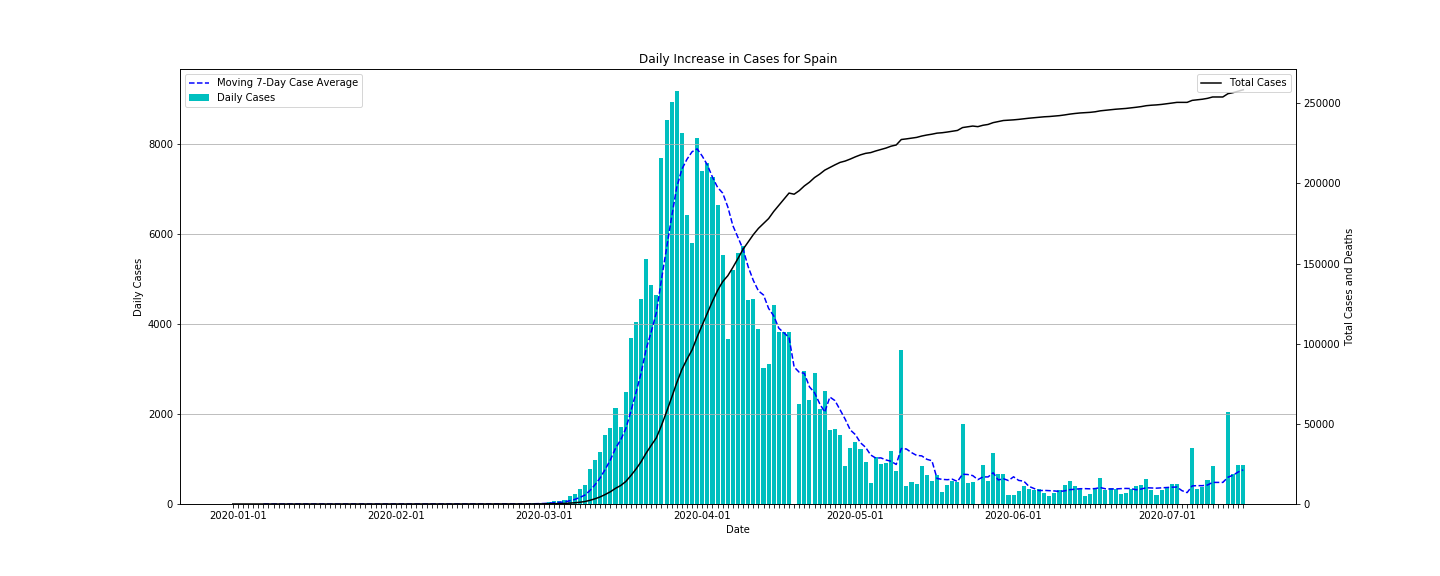 Daily Increase in Cases for Spain
Moving 7-Day Case Average
Daily Cases
Total Cases
8000
6000
4000
2000
0
Daily Cases
250000
200000
150000
100000
50000
0
Total Cases and Deaths
2020-01-01
2020-02-01
2020-03-01
2020-04-01
2020-05-01
2020-06-01
2020-07-01
Date